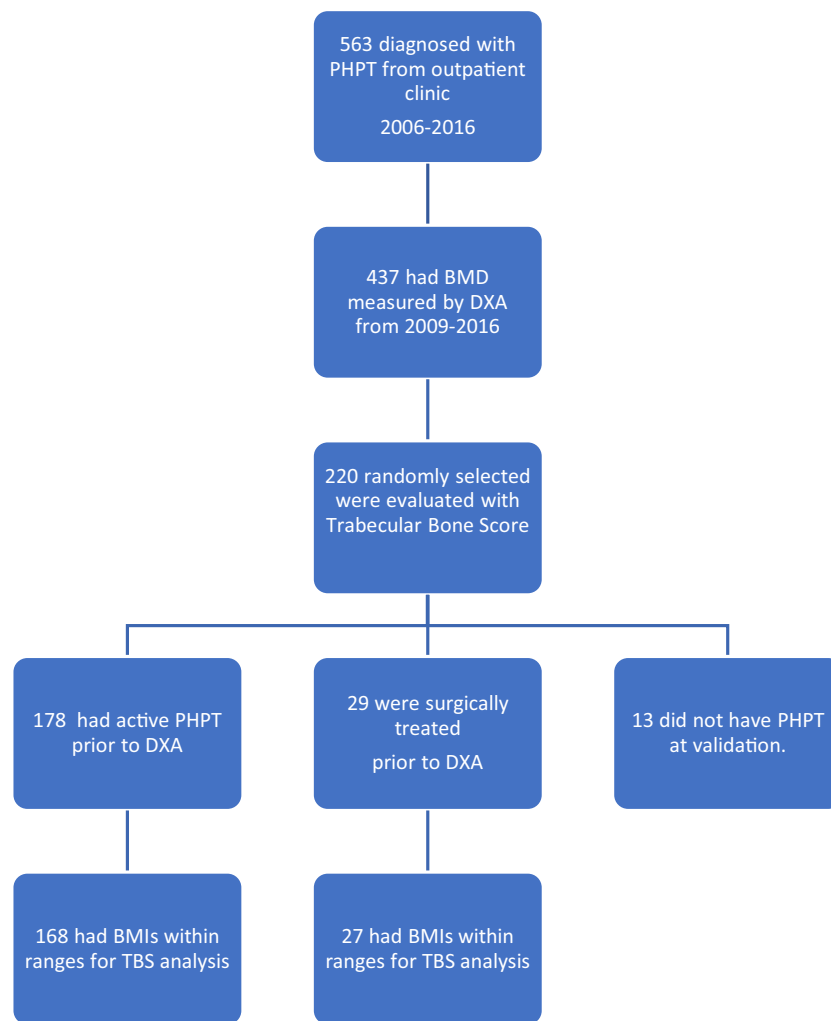 563 diagnosed with
PHPT from outpatient
clinic
2006-2016
437 had BMD
measured by DXA
from 2009-2016
220 randomly selected
were evaluated with
Trabecular Bone Score
178 had active PHPT
prior to DXA
29 were surgically
treated
prior to DXA
13 did not have PHPT
at validation.
168 had BMIs within
ranges for TBS analysis
27 had BMIs within
ranges for TBS analysis